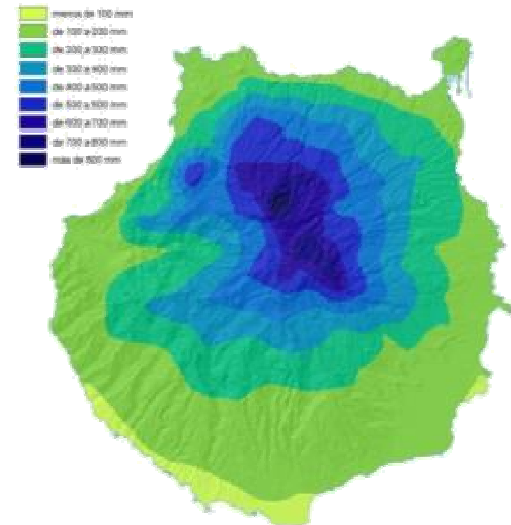 menos de 100 mm
de 100 a 200 mm
de 200 a 300 mm
de 300 a 400 mm
de 400 a 500 mm
de 500 a 600 mm
de 600 a 700 mm
de 700 a 800 mm
más de 800 mm